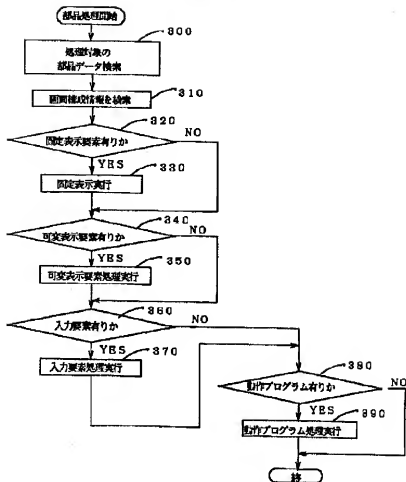 部品処理開始
300
処理対象の
部品データ検索
310
画面構成情報を検索
320
固定表示要素有りか
NO
YES
330
固定表示実行
340
可変表示要素有りか
NO
YES
350
可変表示要素処理実行
360
入力要素有りか
NO
YES
370
入力要素処理実行
380
動作プログラム有りか
NO
YES
390
動作プログラム処理実行
終